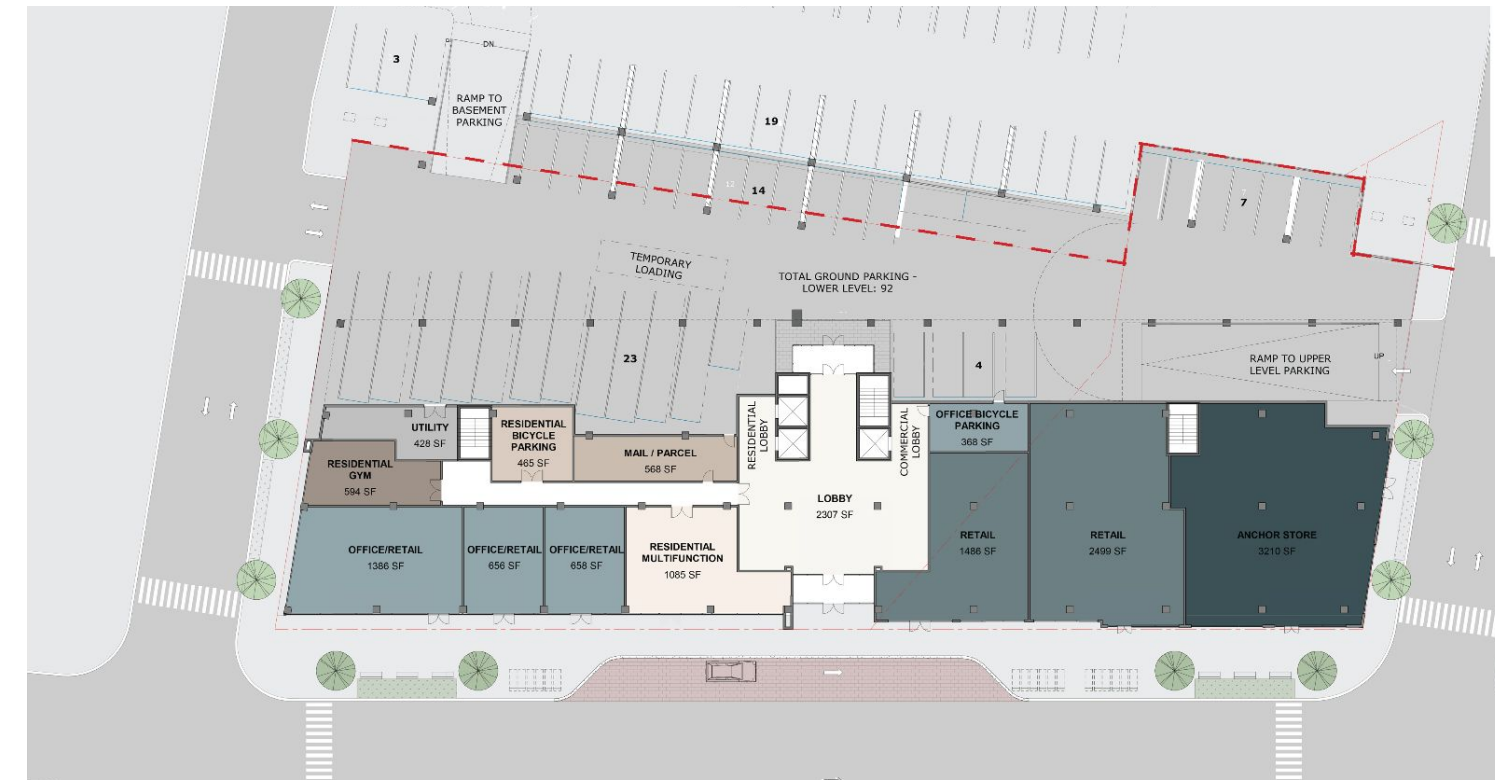 DN
3
RAMP TO
BASEMENT
PARKING
19
14
7
TEMPORARY
LOADING
TOTAL GROUND PARKING -
LOWER LEVEL: 92
23
4
RAMP TO UPPER
LEVEL PARKING
UP
UTILITY
428 SF
RESIDENTIAL
BICYCLE
PARKING
465 SF
RESIDENTIAL
GYM
594 SF
MAIL / PARCEL
568 SF
RESIDENTIAL
LOBBY
COMMERCIAL
LOBBY
OFFICE BICYCLE
PARKING
368 SF
LOBBY
2307 SF
OFFICE/RETAIL
1386 SF
OFFICE/RETAIL
656 SF
OFFICE/RETAIL
658 SF
RESIDENTIAL
MULTIFUNCTION
1085 SF
RETAIL
1486 SF
RETAIL
2499 SF
ANCHOR STORE
3210 SF